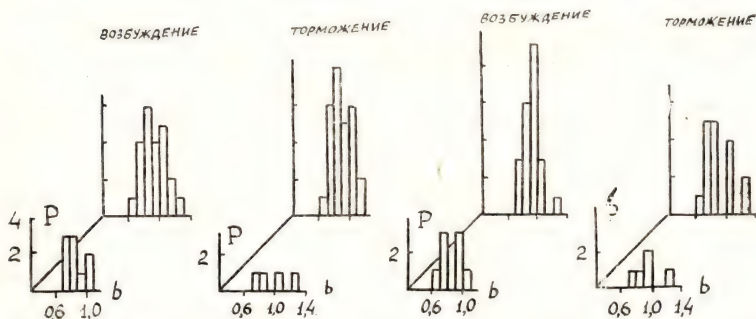 ВОЗБУЖДЕНИЕ ТОРМОЖЕНИЕ ВОЗБУЖДЕНИЕ ТОРМОЖЕНИЕ
4 P P P
2 2 2 2
b b b b
0,6 1,0 0,6 1,0 1,4 0,6 1,0 0,6 1,0 1,4